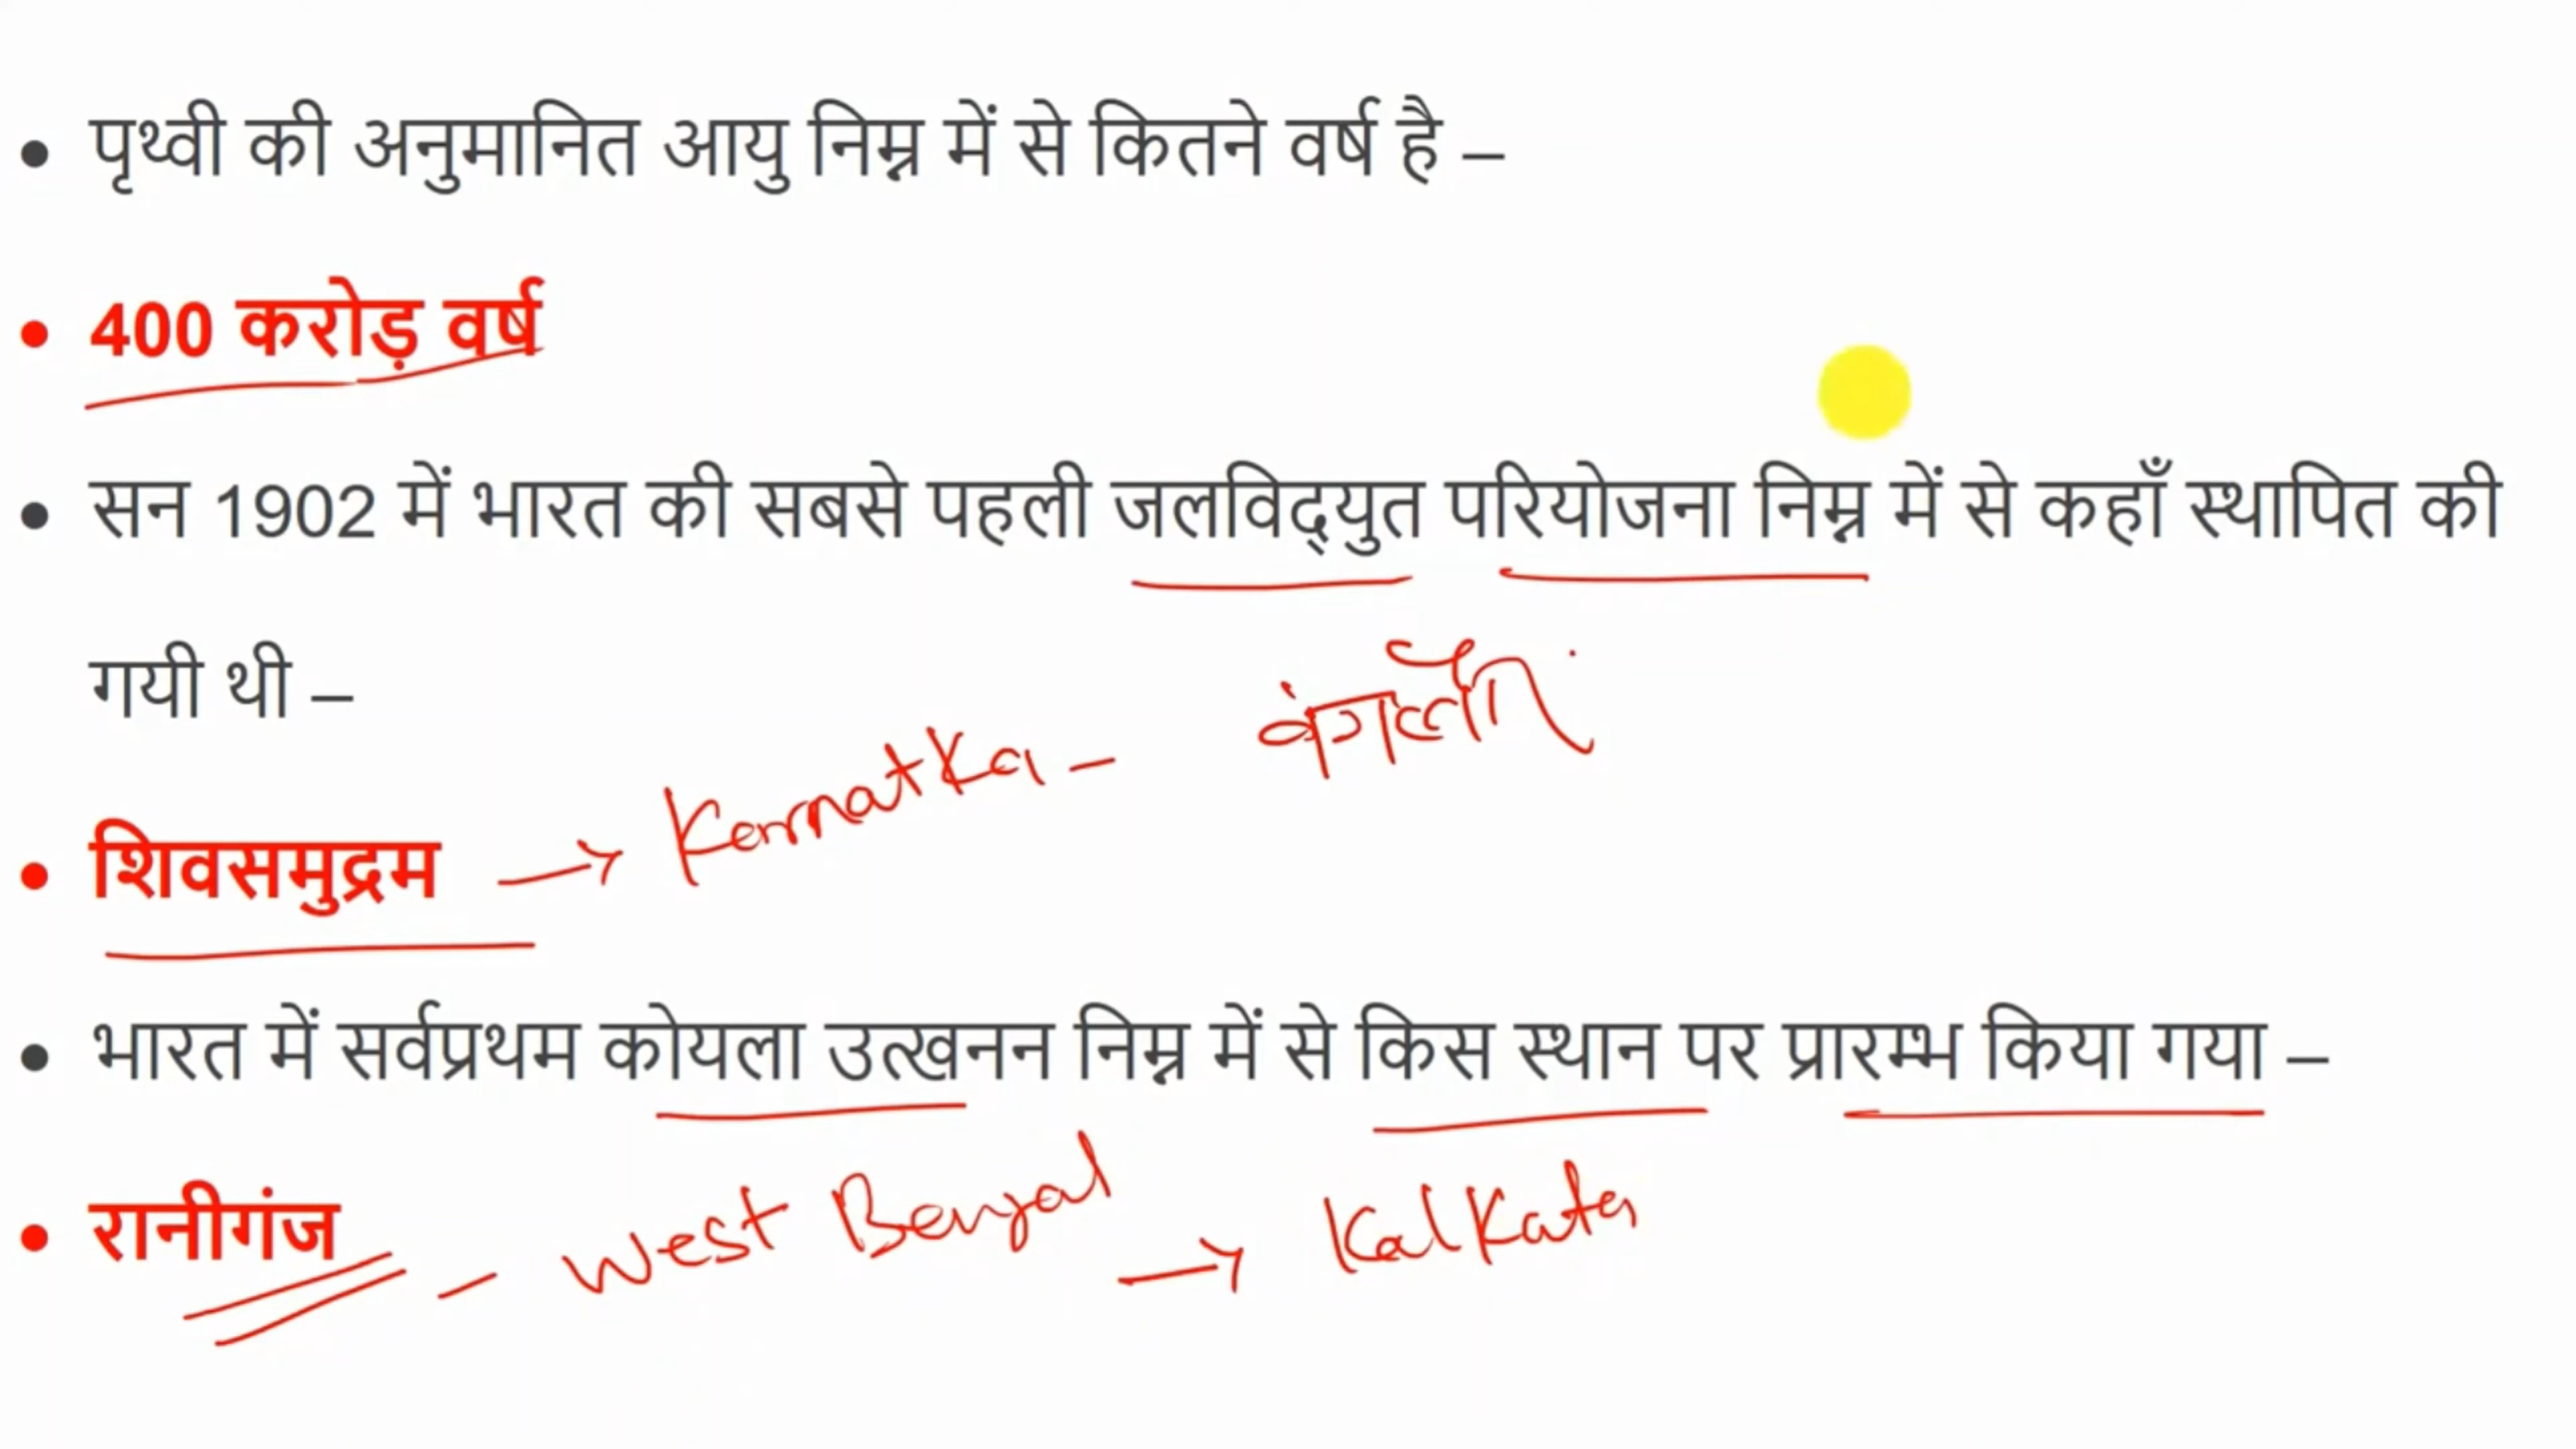 • पृथ्वी की अनुमानित आयु निम्न में से कितने वर्ष है –
• 400 करोड़ वर्ष
• सन 1902 में भारत की सबसे पहली जलविद्युत परियोजना निम्न में से कहाँ स्थापित की
गयी थी –
• शिवसमुद्रम → Karnatka –
• भारत में सर्वप्रथम कोयला उत्खनन निम्न में से किस स्थान पर प्रारम्भ किया गया –
• रानीगंज – West Bengal → Kalkata